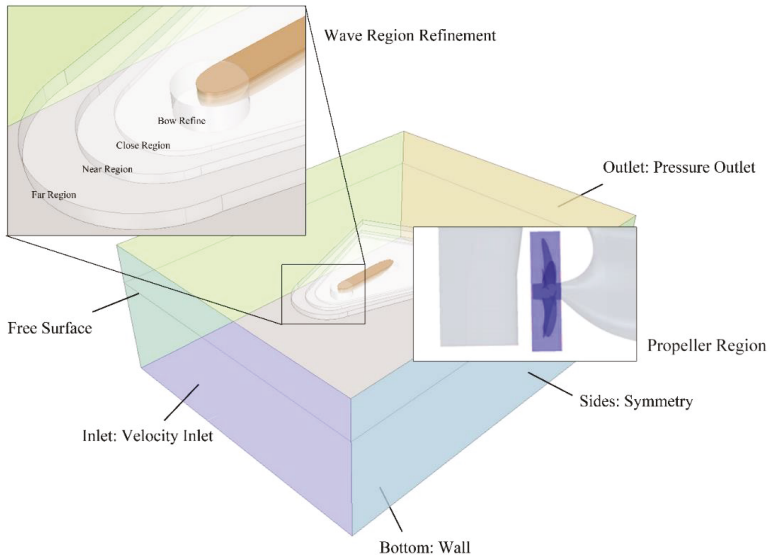 Wave Region Refinement
Bow Refine
Close Region
Near Region
Far Region
Outlet: Pressure Outlet
Free Surface
Propeller Region
Sides: Symmetry
Inlet: Velocity Inlet
Bottom: Wall